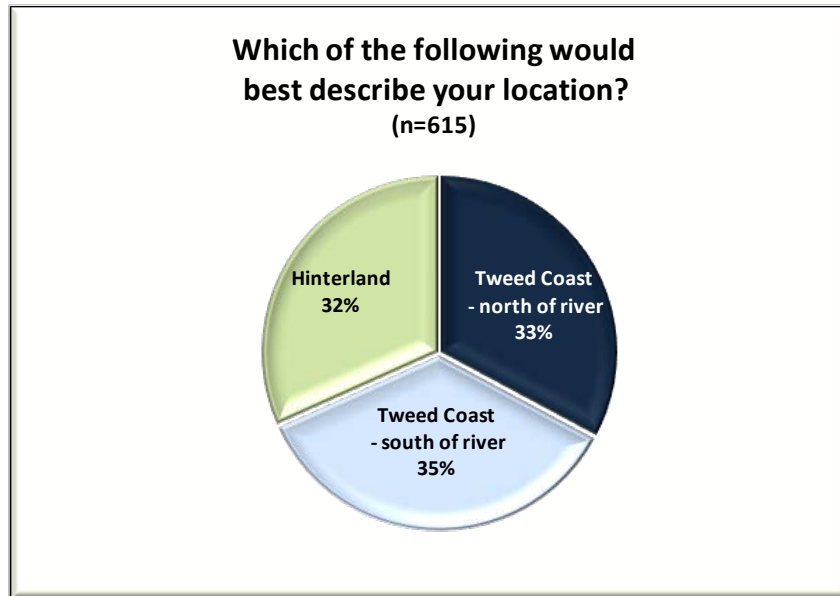 Which of the following would
best describe your location?
(n=615)
Hinterland
32%
Tweed Coast
- north of river
33%
Tweed Coast
- south of river
35%